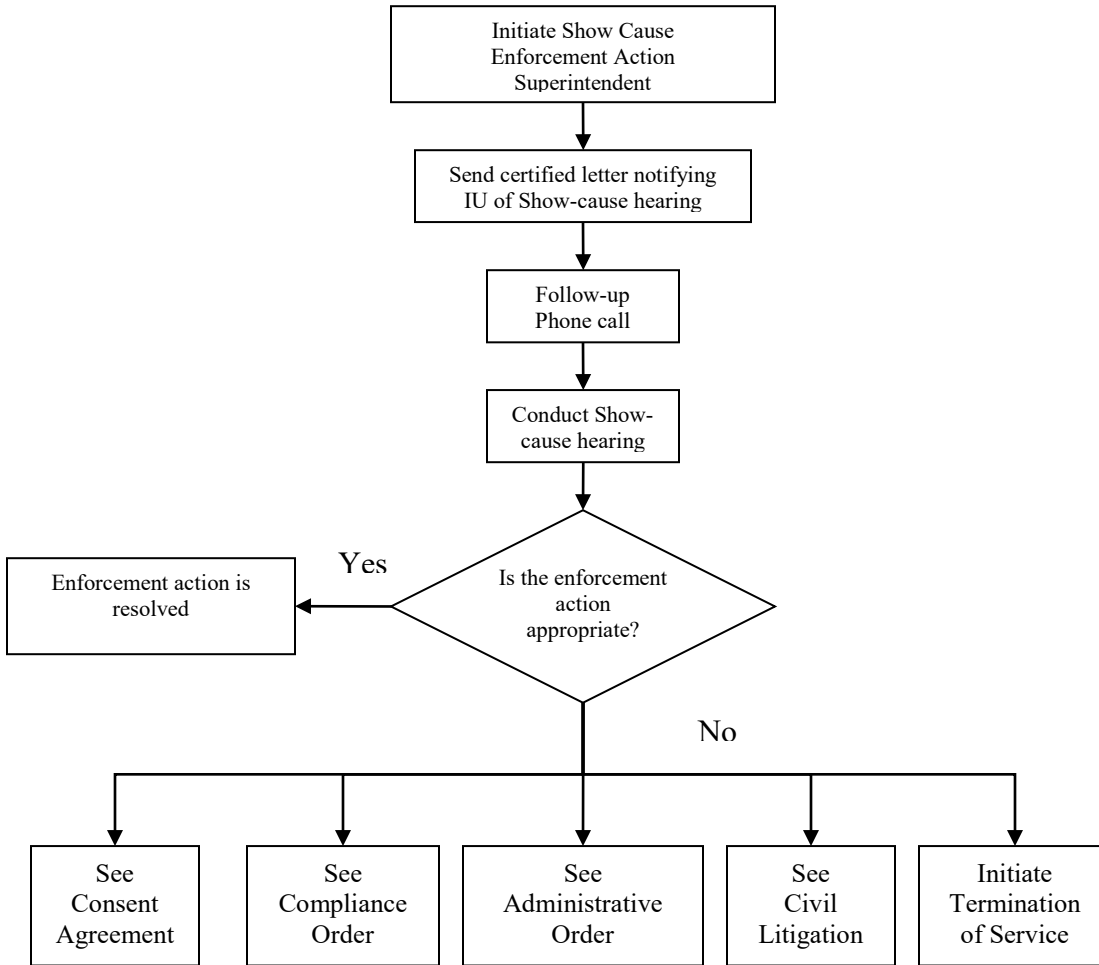 Initiate Show Cause
Enforcement Action
Superintendent
Send certified letter notifying
IU of Show-cause hearing
Follow-up
Phone call
Conduct Show-
cause hearing
Yes
Enforcement action is
resolved
Is the enforcement
action
appropriate?
No
See
Consent
Agreement
See
Compliance
Order
See
Administrative
Order
See
Civil
Litigation
Initiate
Termination
of Service